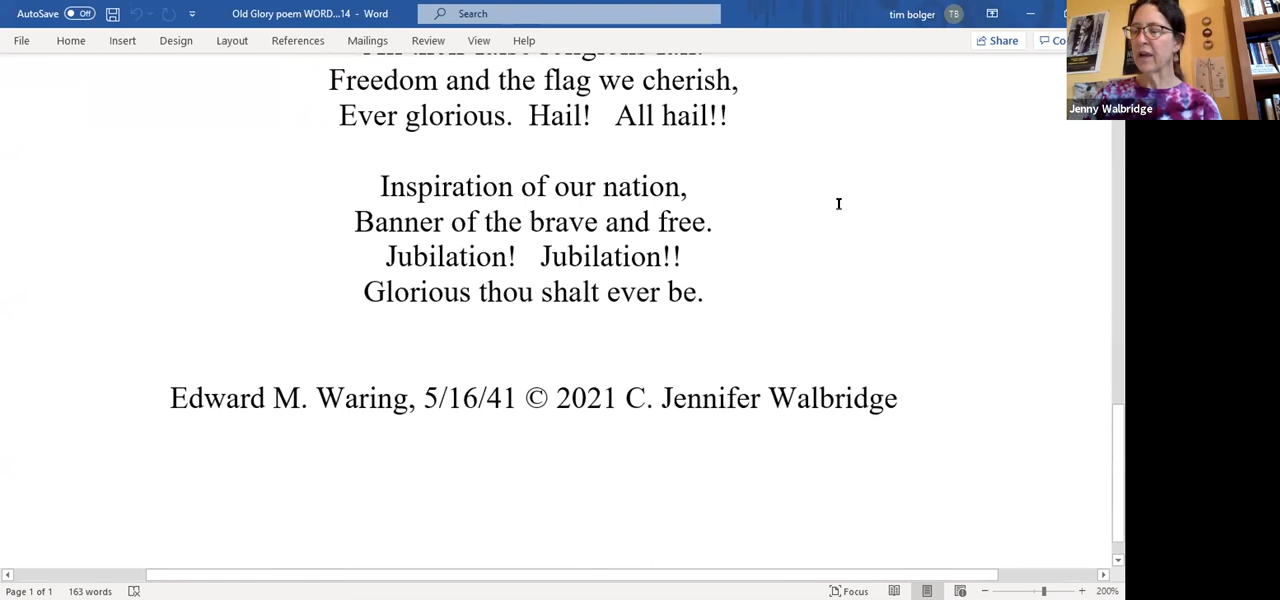 AutoSave Off Old Glory poem WORD...14 - Word Search tim bolger TB
File Home Insert Design Layout References Mailings Review View Help Share Co
Freedom and the flag we cherish,
Ever glorious. Hail! All hail!!
Jenny Walbridge
Inspiration of our nation,
Banner of the brave and free.
Jubilation! Jubilation!!
Glorious thou shalt ever be.
Edward M. Waring, 5/16/41 © 2021 C. Jennifer Walbridge
Page 1 of 1 163 words Focus 200%